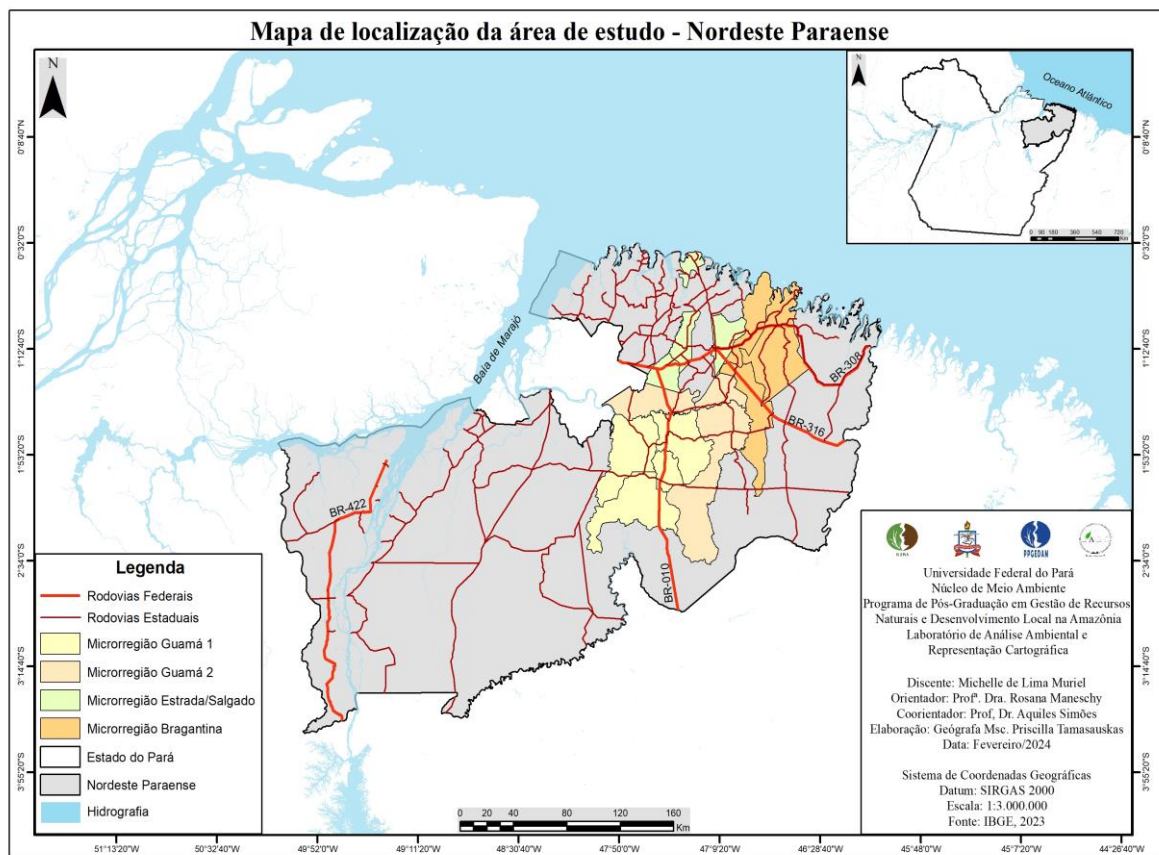 Mapa de localização da área de estudo - Nordeste Paraense
N
N
Oceano Atlântico
0 90 180 360 540 720
Km
0°8'40"N
0°32'0"S
1°12'40"S
1°53'20"S
2°34'0"S
3°14'40"S
3°55'20"S
0°8'40"N
0°32'0"S
1°12'40"S
1°53'20"S
2°34'0"S
3°14'40"S
3°55'20"S
Baía de Marajó
BR-308
BR-316
BR-422
BR-010
Legenda
Rodovias Federais
Rodovias Estaduais
Microrregião Guamá 1
Microrregião Guamá 2
Microrregião Estrada/Salgado
Microrregião Bragantina
Estado do Pará
Nordeste Paraense
Hidrografia
0 20 40 80 120 160
Km
PPGEDAM
Universidade Federal do Pará
Núcleo de Meio Ambiente
Programa de Pós-Graduação em Gestão de Recursos
Naturais e Desenvolvimento Local na Amazônia
Laboratório de Análise Ambiental e
Representação Cartográfica
Discente: Michelle de Lima Muriel
Orientador: Profª. Dra. Rosana Maneschy
Coorientador: Prof, Dr. Aquiles Simões
Elaboração: Geógrafa Msc. Priscilla Tamasauskas
Data: Fevereiro/2024
Sistema de Coordenadas Geográficas
Datum: SIRGAS 2000
Escala: 1:3.000.000
Fonte: IBGE, 2023
51°13'20"W
50°32'40"W
49°52'0"W
49°11'20"W
48°30'40"W
47°50'0"W
47°9'20"W
46°28'40"W
45°48'0"W
45°7'20"W
44°26'40"W